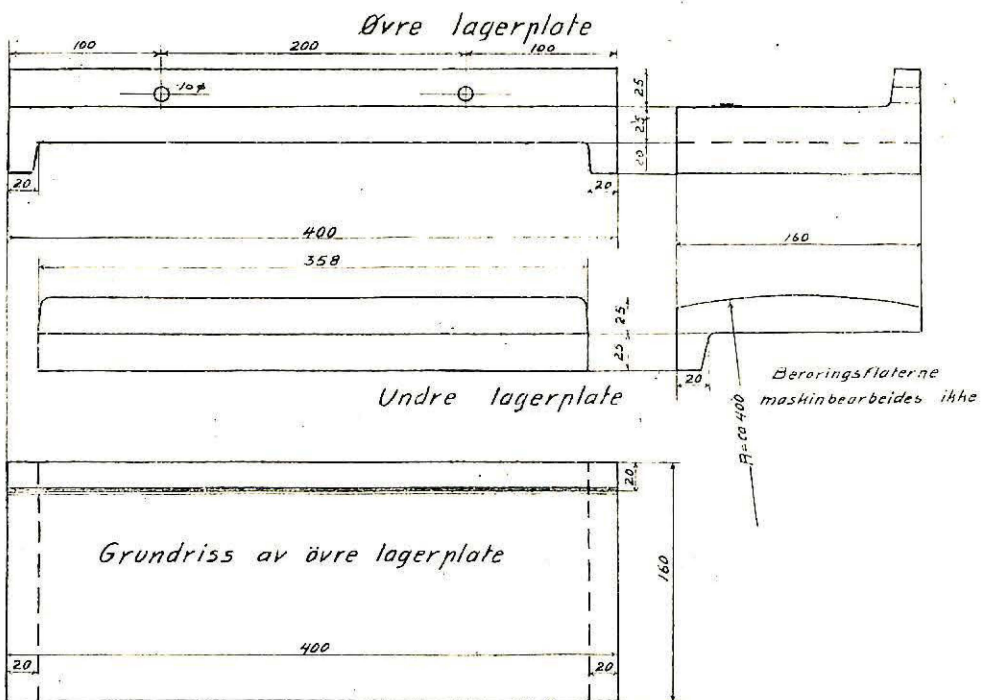 Øvre lagerplate
100 200 100
10ø
25
25
20
20 20
400
160
358
25
25
20
Undre lagerplate
Berøringsflaterne
maskinbearbeides ikke
R=ca 400
20
Grundriss av övre lagerplate
160
400
20 20